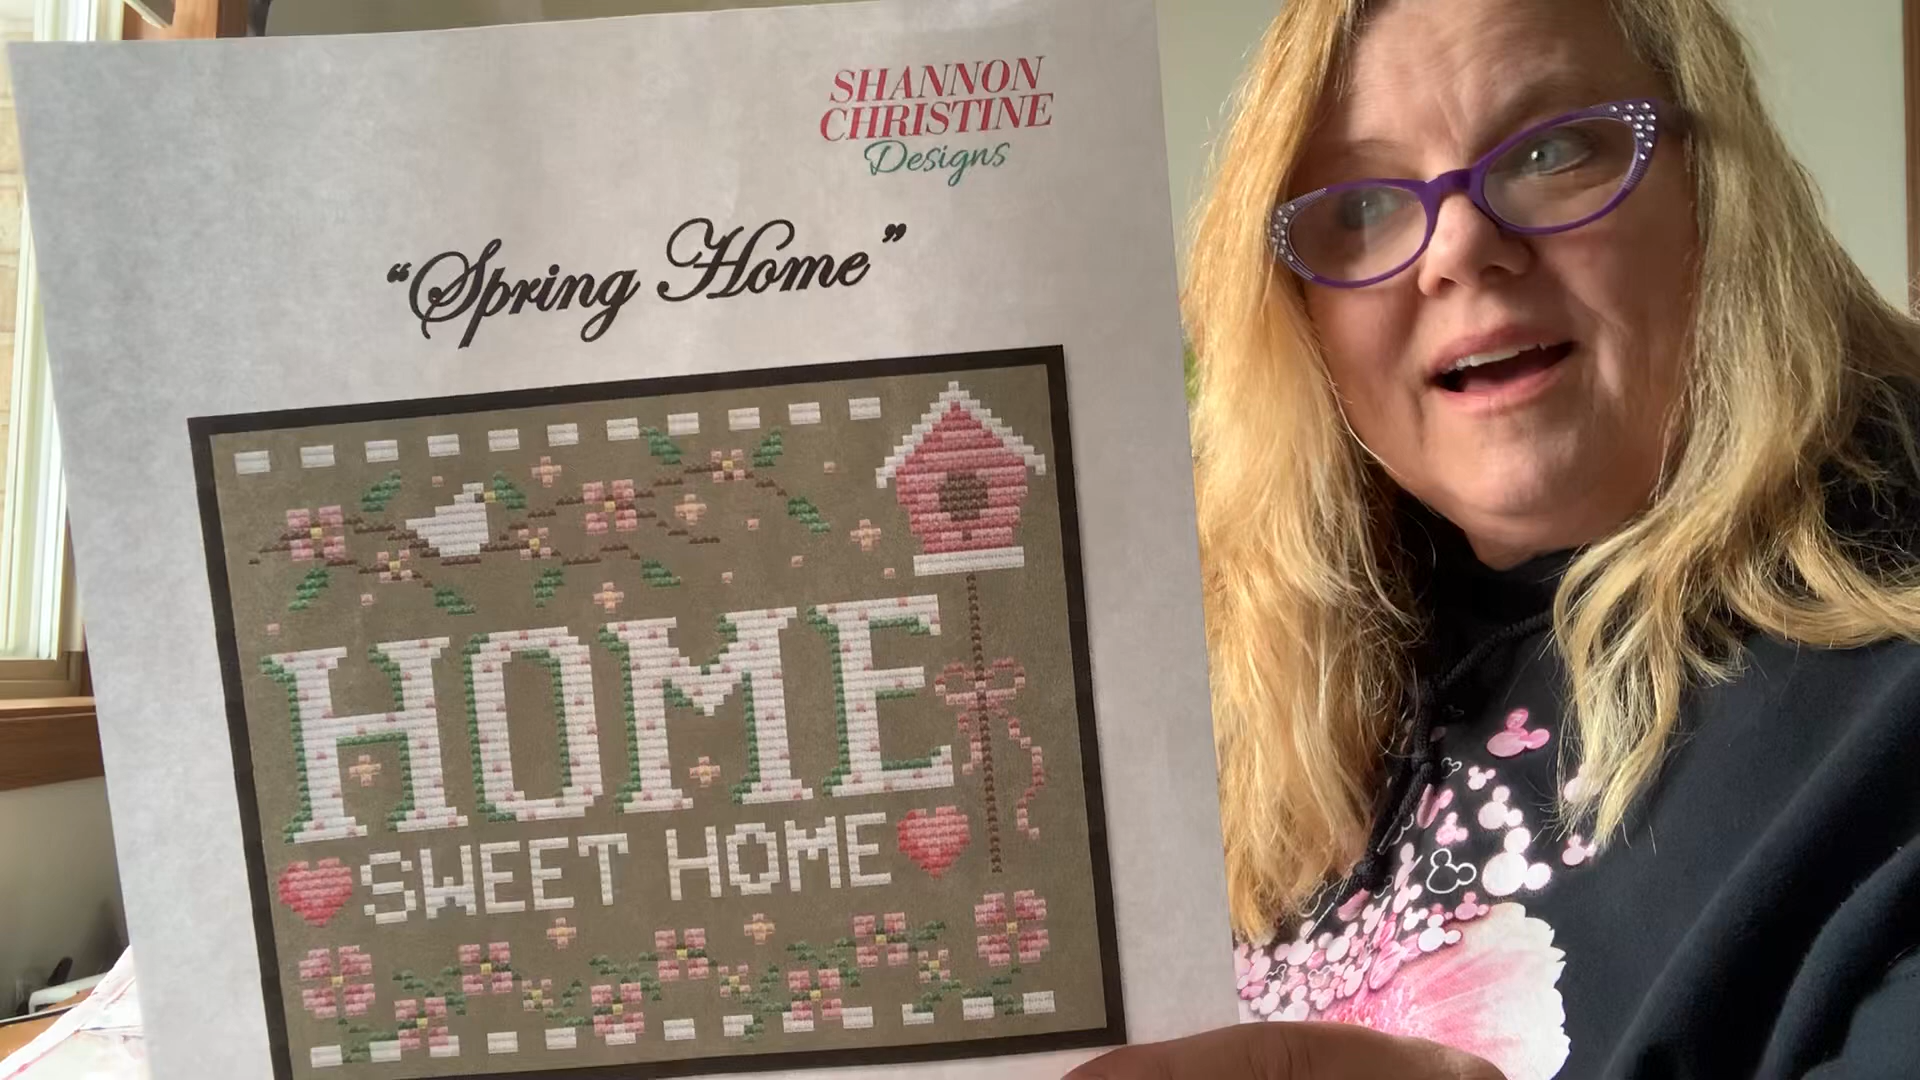 SHANNON
CHRISTINE
Designs
“Spring Home”
HOME
SWEET HOME